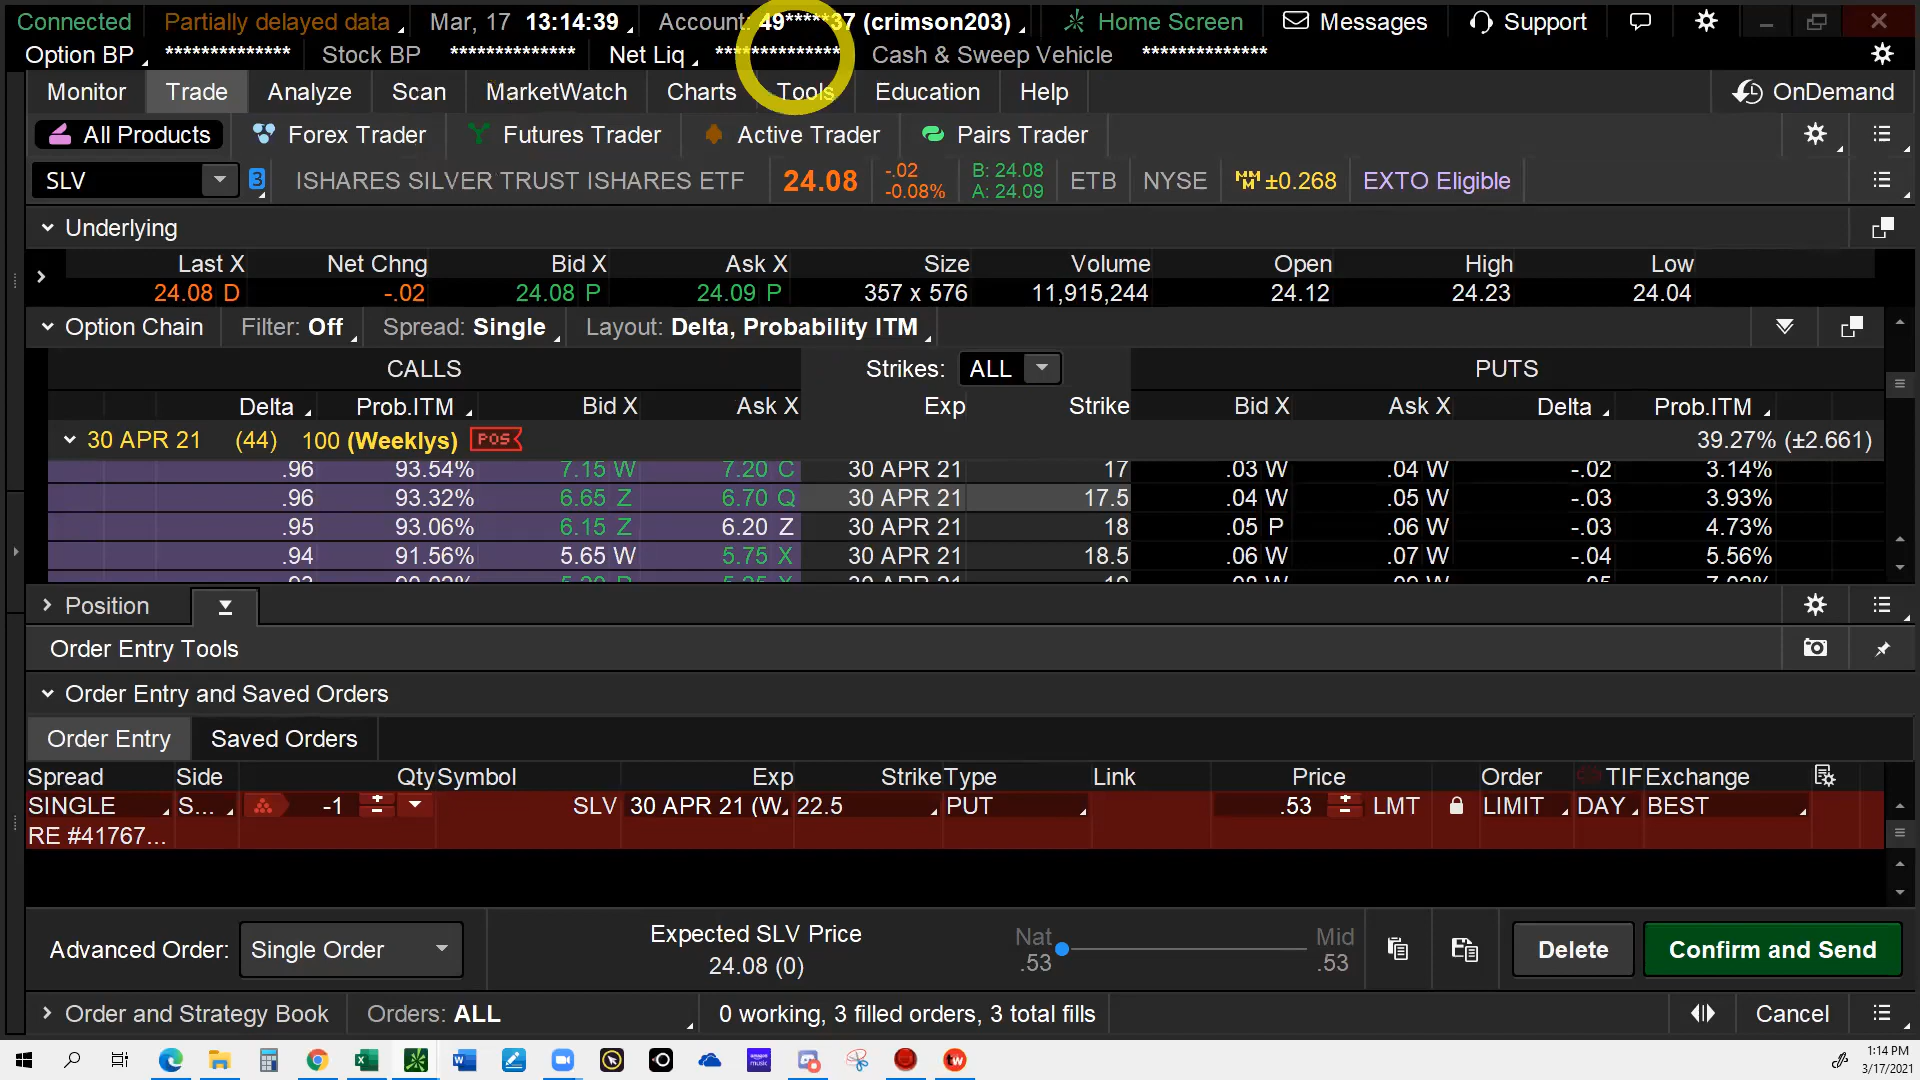 Connected Partially delayed data Mar, 17 13:14:39 Account: 49*****37 (crimson203) Home Screen Messages Support
Option BP ************** Stock BP ************** Net Liq ************** Cash & Sweep Vehicle **************
Monitor Trade Analyze Scan MarketWatch Charts Tools Education Help OnDemand
All Products Forex Trader Futures Trader Active Trader Pairs Trader
SLV 3 ISHARES SILVER TRUST ISHARES ETF 24.08 -.02 -0.08% B: 24.08 A: 24.09 ETB NYSE MM ±0.268 EXTO Eligible
Underlying
Last X Net Chng Bid X Ask X Size Volume Open High Low
24.08 D -.02 24.08 P 24.09 P 357 x 576 11,915,244 24.12 24.23 24.04
Option Chain Filter: Off Spread: Single Layout: Delta, Probability ITM
CALLS Strikes: ALL PUTS
Delta Prob.ITM Bid X Ask X Exp Strike Bid X Ask X Delta Prob.ITM
30 APR 21 (44) 100 (Weeklys) POS 39.27% (±2.661)
.96 93.54% 7.15 W 7.20 C 30 APR 21 17 .03 W .04 W -.02 3.14%
.96 93.32% 6.65 Z 6.70 Q 30 APR 21 17.5 .04 W .05 W -.03 3.93%
.95 93.06% 6.15 Z 6.20 Z 30 APR 21 18 .05 P .06 W -.03 4.73%
.94 91.56% 5.65 W 5.75 X 30 APR 21 18.5 .06 W .07 W -.04 5.56%
30 APR 21 19
Position
Order Entry Tools
Order Entry and Saved Orders
Order Entry Saved Orders
Spread Side Qty Symbol Exp Strike Type Link Price Order TIF Exchange
SINGLE S... -1 SLV 30 APR 21 (W 22.5 PUT .53 LMT LIMIT DAY BEST
RE #41767...
Advanced Order: Single Order Expected SLV Price 24.08 (0) Nat .53 Mid .53 Delete Confirm and Send
Order and Strategy Book Orders: ALL 0 working, 3 filled orders, 3 total fills Cancel
1:14 PM
3/17/2021